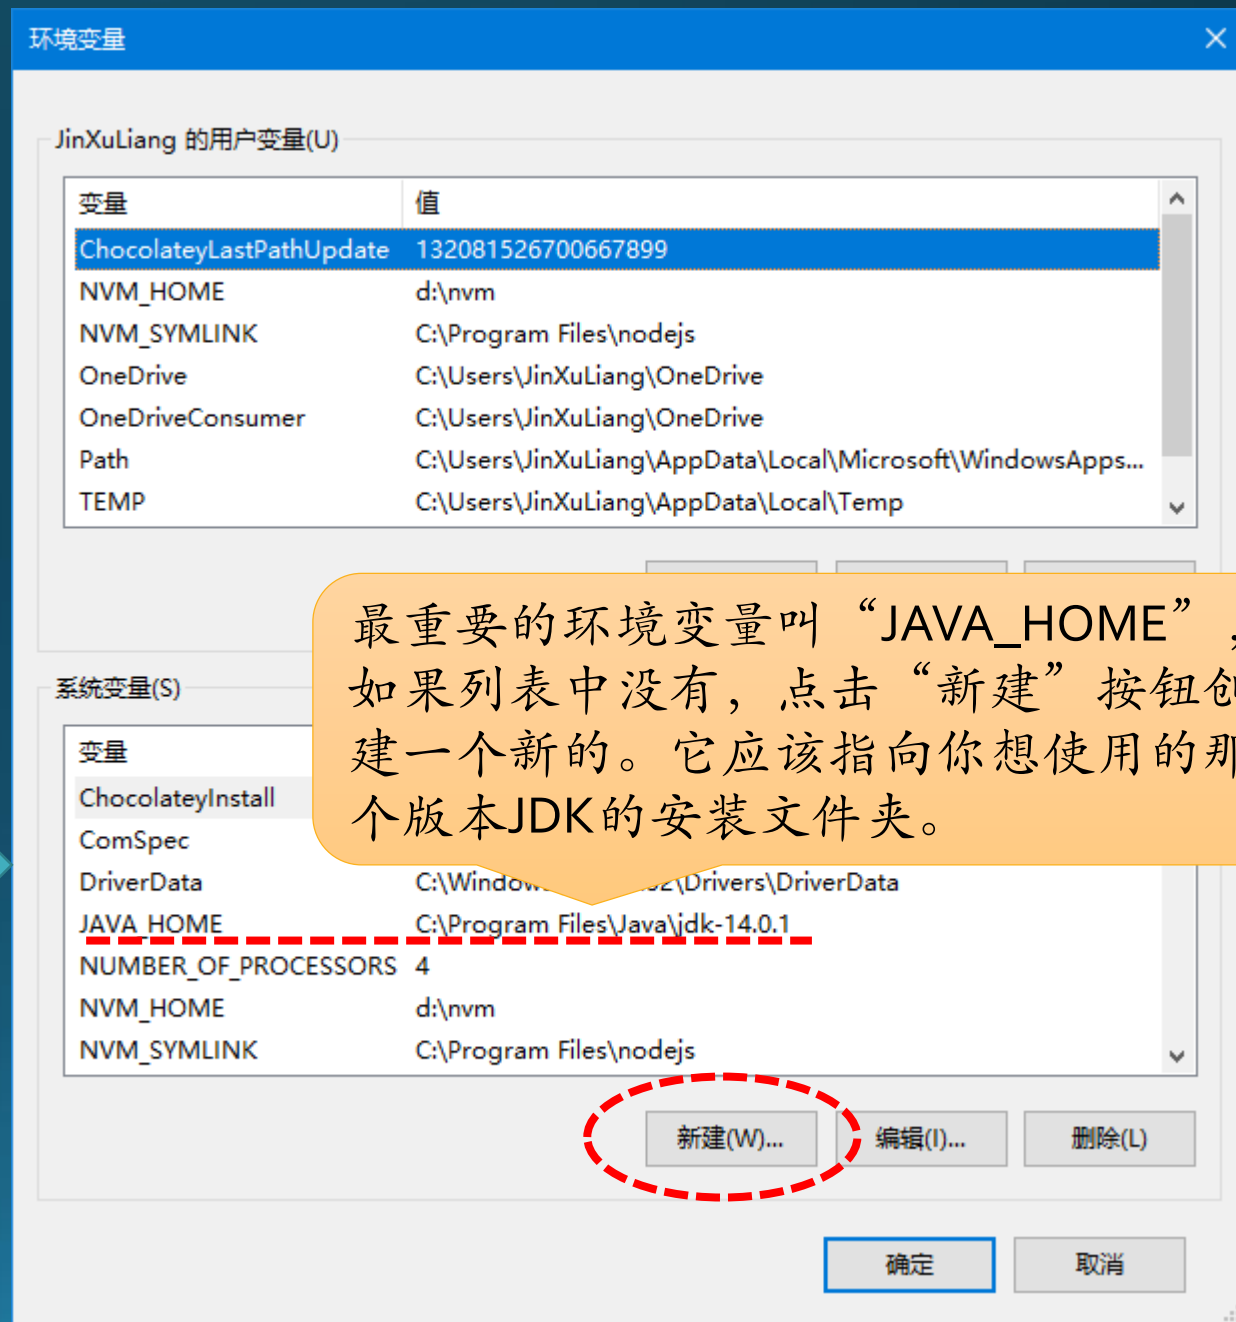 环境变量
JinXuLiang 的用户变量(U)
变量 值
ChocolateyLastPathUpdate 132081526700667899
NVM_HOME d:\nvm
NVM_SYMLINK C:\Program Files\nodejs
OneDrive C:\Users\JinXuLiang\OneDrive
OneDriveConsumer C:\Users\JinXuLiang\OneDrive
Path C:\Users\JinXuLiang\AppData\Local\Microsoft\WindowsApps...
TEMP C:\Users\JinXuLiang\AppData\Local\Temp
最重要的环境变量叫“JAVA_HOME”，
如果列表中没有，点击“新建”按钮创
建一个新的。它应该指向你想使用的那
个版本JDK的安装文件夹。
系统变量(S)
变量
ChocolateyInstall
ComSpec
DriverData C:\Windo 2\Drivers\DriverData
JAVA_HOME C:\Program Files\Java\jdk-14.0.1
NUMBER_OF_PROCESSORS 4
NVM_HOME d:\nvm
NVM_SYMLINK C:\Program Files\nodejs
新建(W)... 编辑(I)... 删除(L)
确定 取消